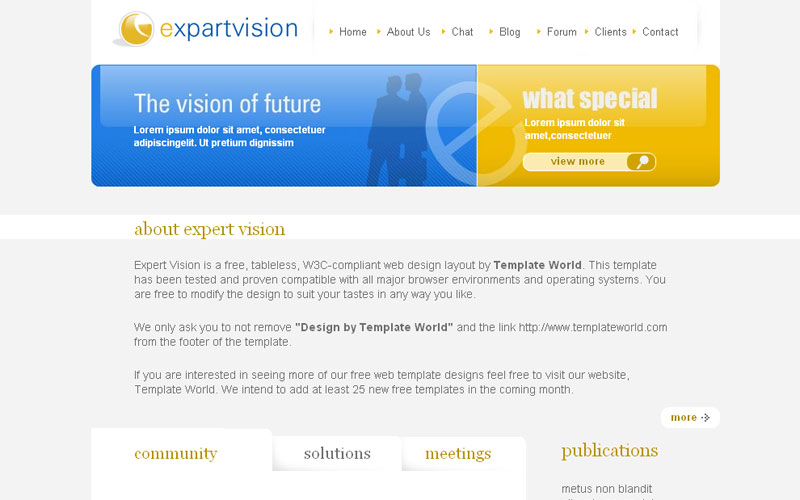 expartvision
Home About Us Chat Blog Forum Clients Contact
The vision of future
Lorem ipsum dolor sit amet, consectetuer
adipiscingelit. Ut pretium dignissim
e
what special
Lorem ipsum dolor sit
amet,consectetuer
view more
about expert vision
Expert Vision is a free, tableless, W3C-compliant web design layout by Template World. This template
has been tested and proven compatible with all major browser environments and operating systems. You
are free to modify the design to suit your tastes in any way you like.
We only ask you to not remove "Design by Template World" and the link http://www.templateworld.com
from the footer of the template.
If you are interested in seeing more of our free web template designs feel free to visit our website,
Template World. We intend to add at least 25 new free templates in the coming month.
more
community solutions meetings
publications
metus non blandit